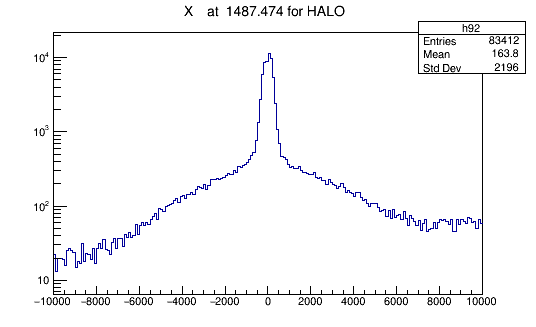 X at 1487.474 for HALO
h92
Entries 83412
Mean 163.8
Std Dev 2196
10⁴
10³
10²
10
−10000 −8000 −6000 −4000 −2000 0 2000 4000 6000 8000 10000